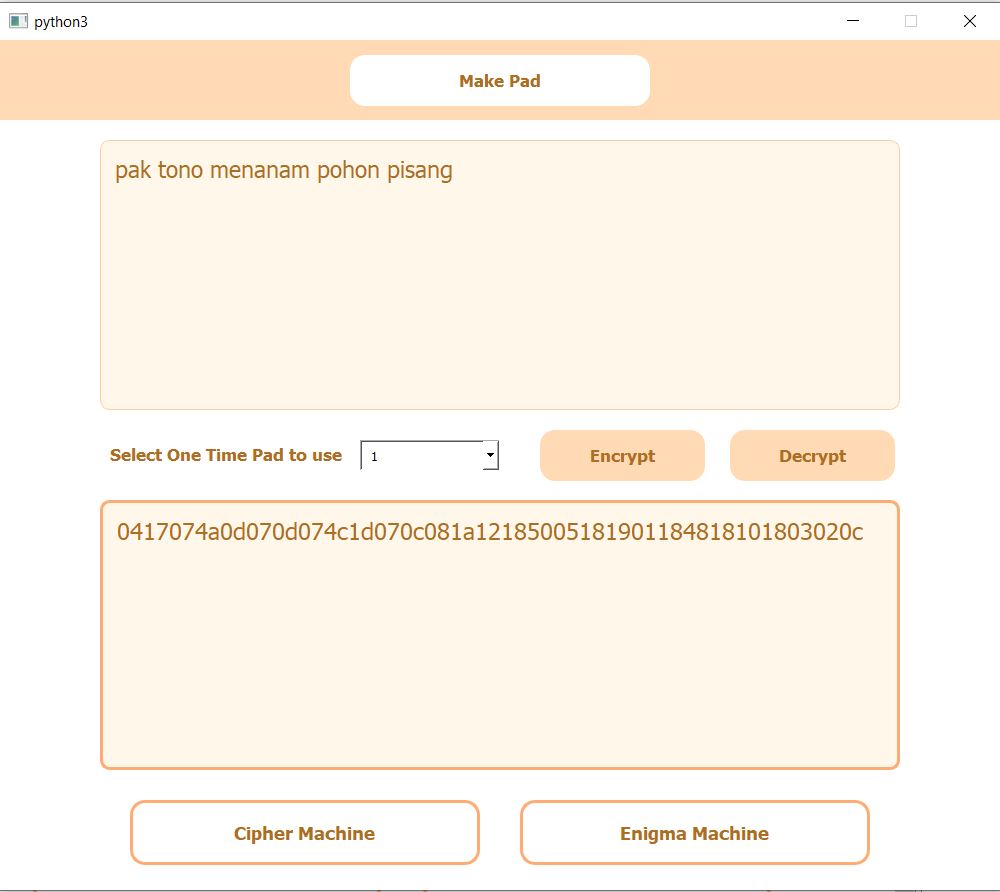 python3
Make Pad
pak tono menanam pohon pisang
Select One Time Pad to use 1 Encrypt Decrypt
0417074a0d070d074c1d070c081a12185005181901184818101803020c
Cipher Machine Enigma Machine